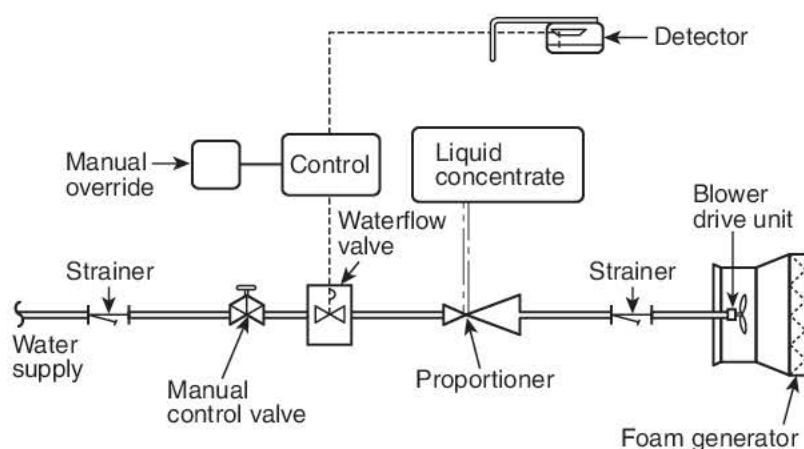 Detector
Manual
override
Control
Liquid
concentrate
Waterflow
valve
Blower
drive unit
Strainer
Strainer
Water
supply
Manual
control valve
Proportioner
Foam generator